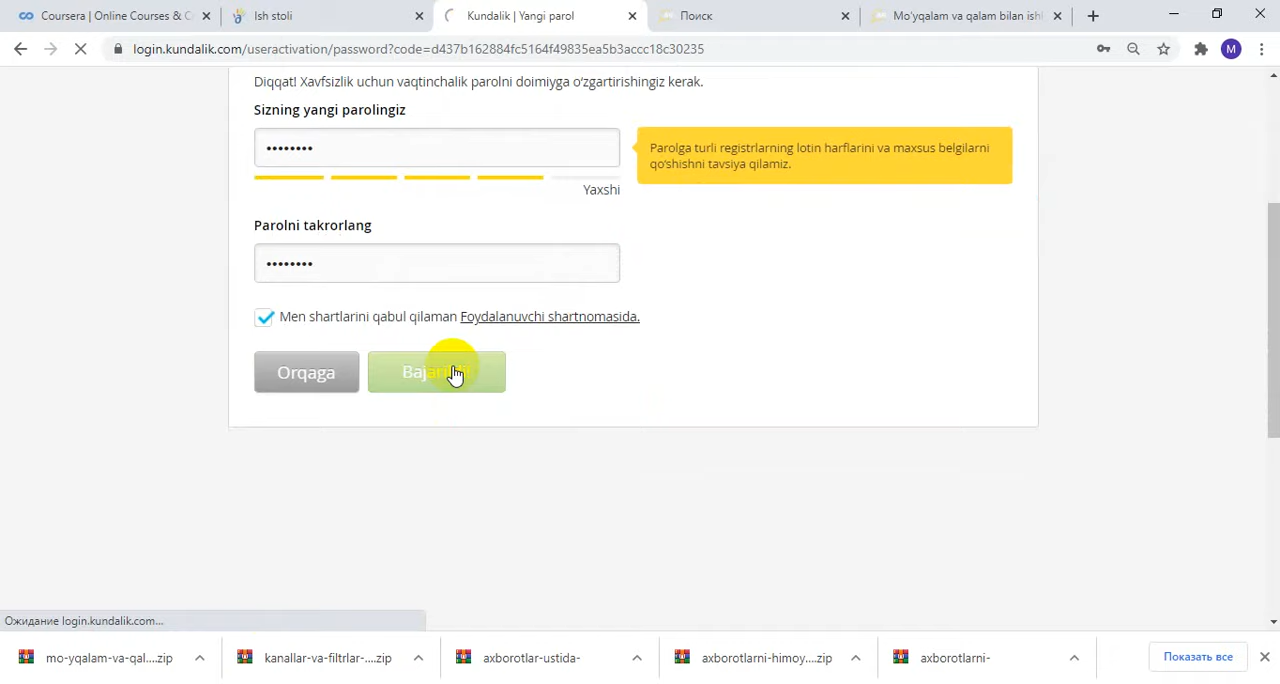 Coursera | Online Courses & C
Ish stoli
Kundalik | Yangi parol
Поиск
Mo'yqalam va qalam bilan ishl
login.kundalik.com/useractivation/password?code=d437b162884fc5164f49835ea5b3accc18c30235
M
Diqqat! Xavfsizlik uchun vaqtinchalik parolni doimiyga o'zgartirishingiz kerak.
Sizning yangi parolingiz
••••••••
Parolga turli registrlarning lotin harflarini va maxsus belgilarni
qo'shishni tavsiya qilamiz.
Yaxshi
Parolni takrorlang
••••••••
Men shartlarini qabul qilaman Foydalanuvchi shartnomasida.
Orqaga
Ожидание login.kundalik.com...
mo-yqalam-va-qal....zip
kanallar-va-filtrlar-....zip
axborotlar-ustida-
axborotlarni-himoy....zip
axborotlarni-
Показать все